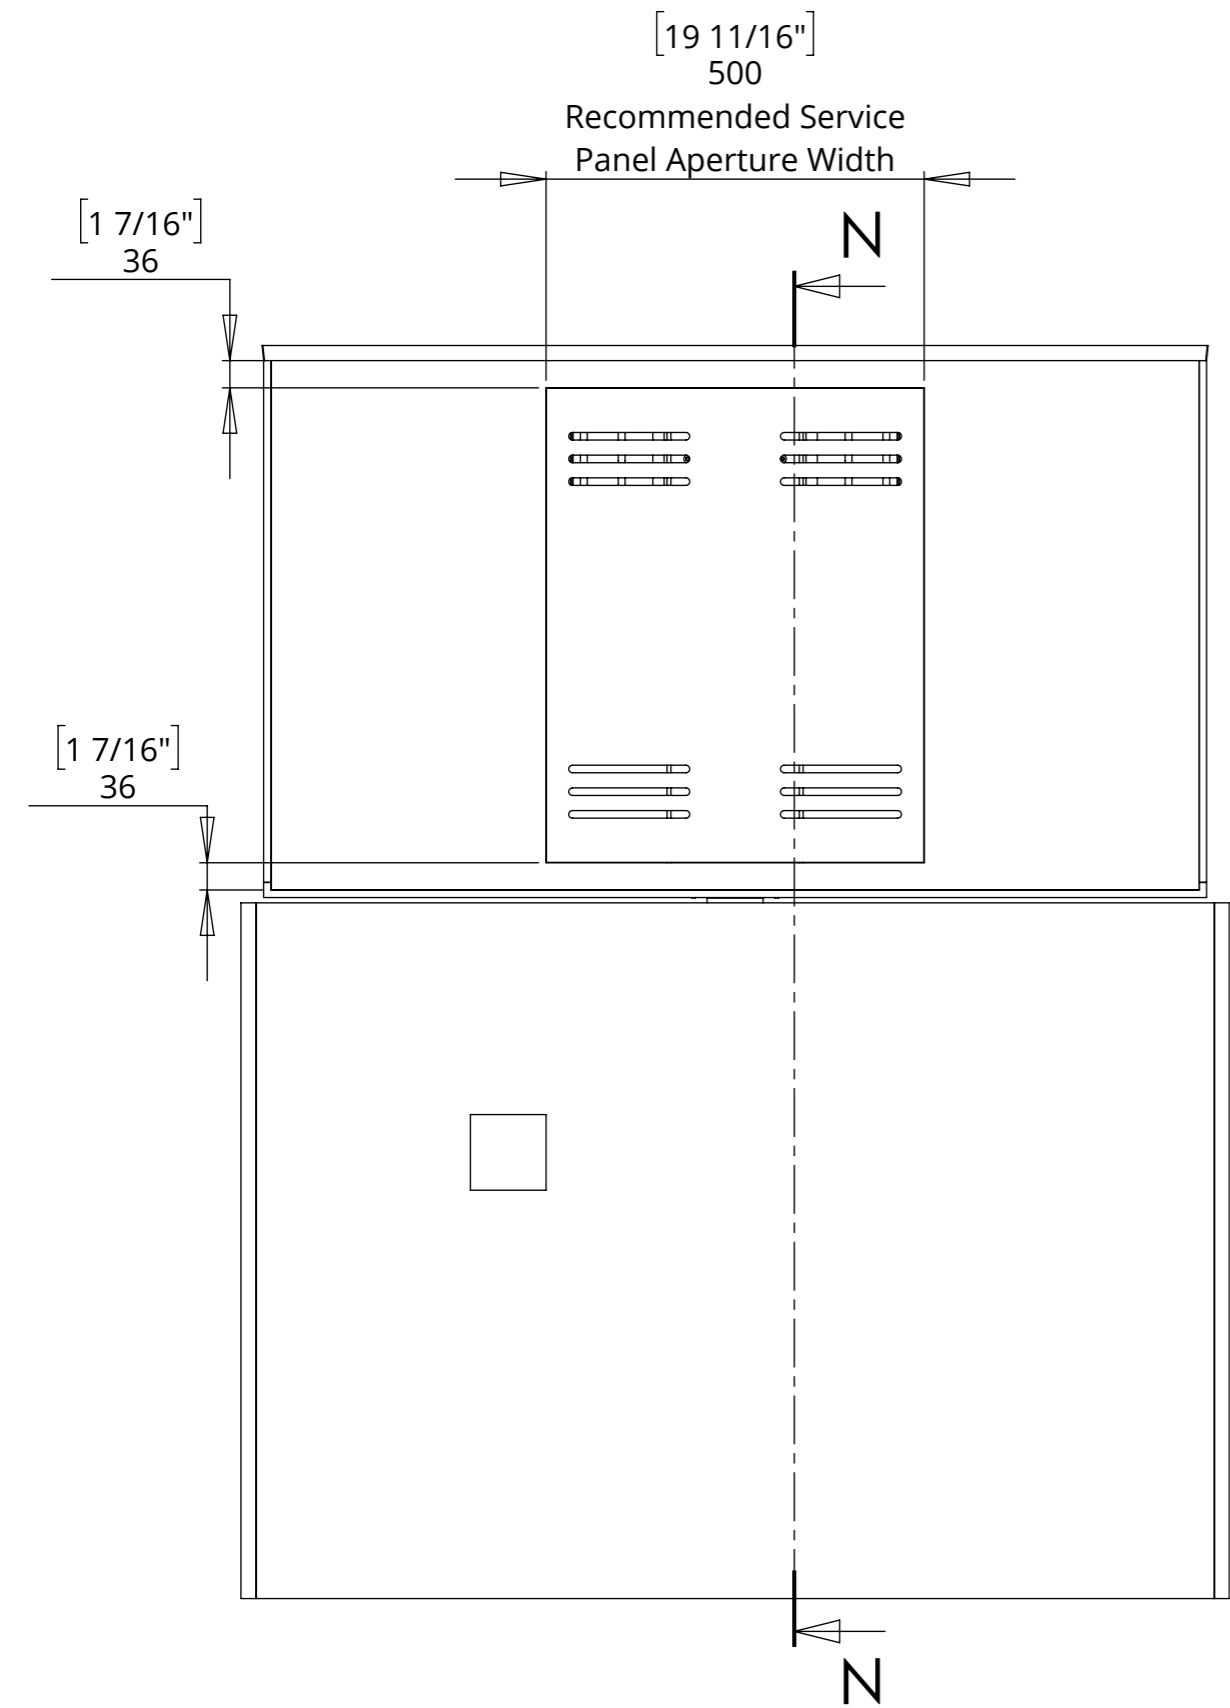 [19 11/16"]
500
Recommended Service
Panel Aperture Width
N
[1 7/16"]
36
[1 7/16"]
36
N